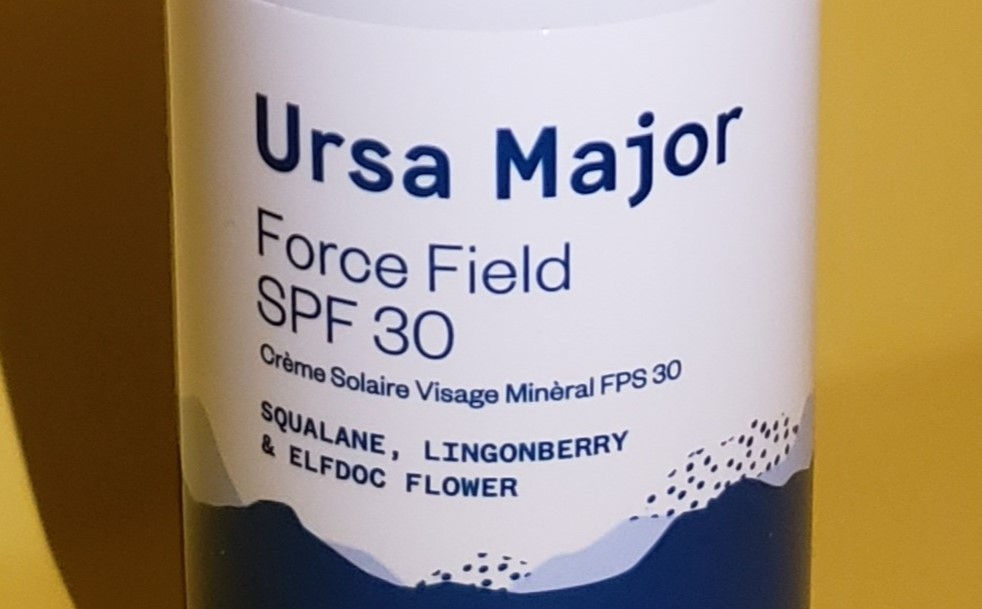 Ursa Major
Force Field
SPF 30
Crème Solaire Visage Minèral FPS 30
SQUALANE, LINGONBERRY
& ELFDOC FLOWER